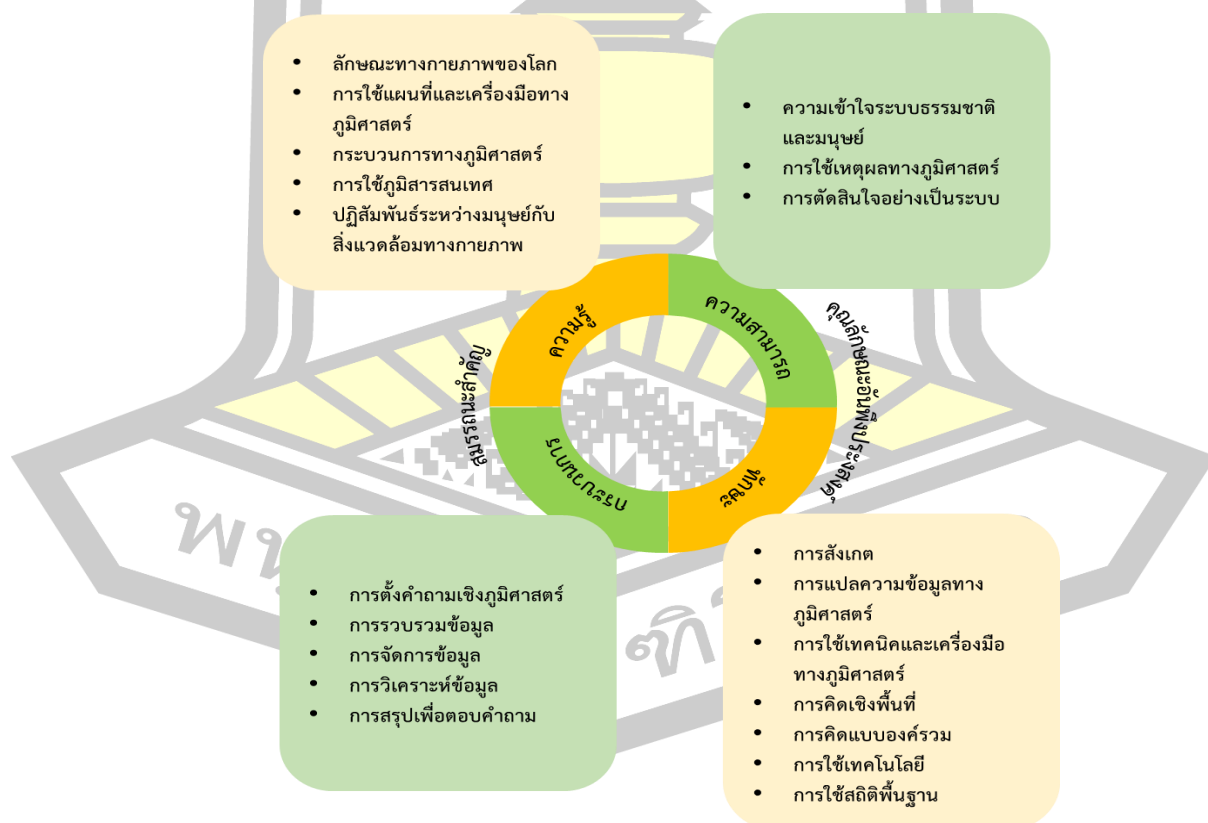 • ลักษณะทางกายภาพของโลก
• การใช้แผนที่และเครื่องมือทาง
ภูมิศาสตร์
• กระบวนการทางภูมิศาสตร์
• การใช้ภูมิสารสนเทศ
• ปฏิสัมพันธ์ระหว่างมนุษย์กับ
สิ่งแวดล้อมทางกายภาพ
• ความเข้าใจระบบธรรมชาติ
และมนุษย์
• การใช้เหตุผลทางภูมิศาสตร์
• การตัดสินใจอย่างเป็นระบบ
สมรรถนะสำคัญ
ความรู้
ความสามารถ
คุณลักษณะอันพึงประสงค์
กระบวนการ
ทักษะ
• การตั้งคำถามเชิงภูมิศาสตร์
• การรวบรวมข้อมูล
• การจัดการข้อมูล
• การวิเคราะห์ข้อมูล
• การสรุปเพื่อตอบคำถาม
• การสังเกต
• การแปลความข้อมูลทาง
ภูมิศาสตร์
• การใช้เทคนิคและเครื่องมือ
ทางภูมิศาสตร์
• การคิดเชิงพื้นที่
• การคิดแบบองค์รวม
• การใช้เทคโนโลยี
• การใช้สถิติพื้นฐาน